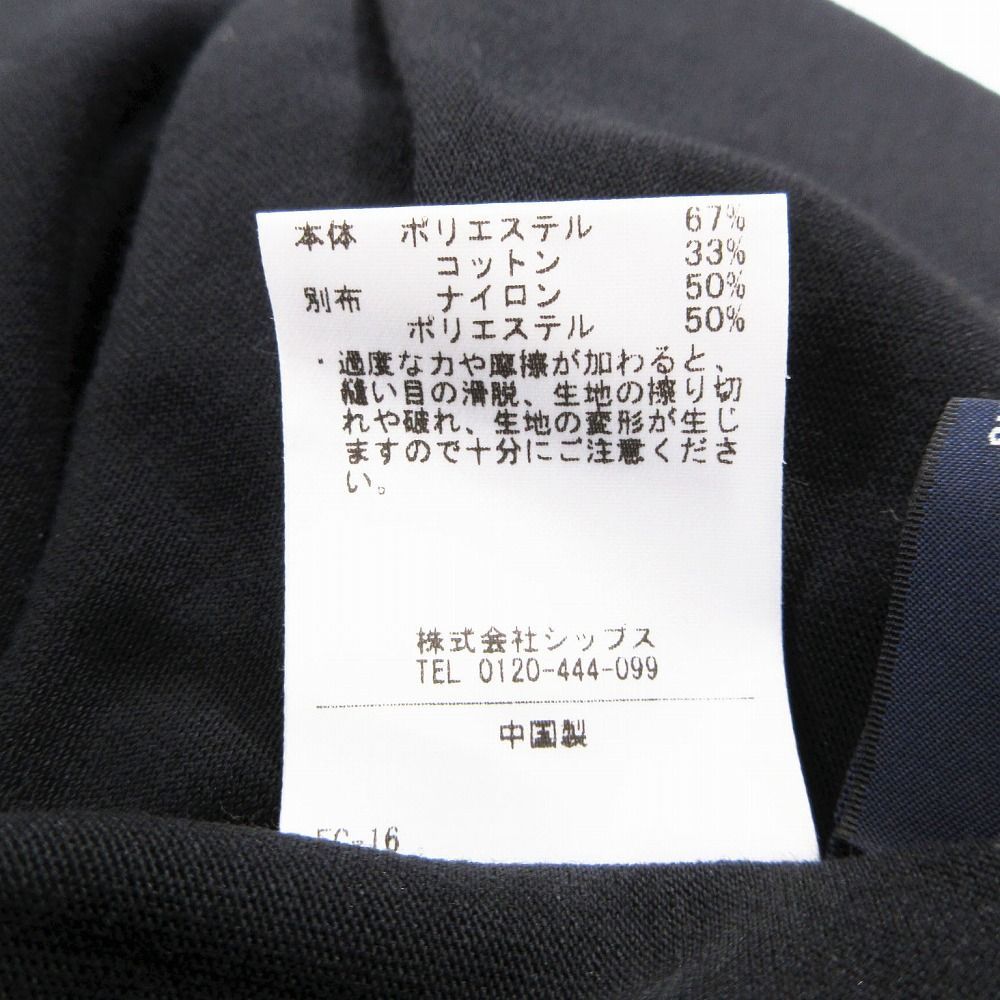 本体 ポリエステル 67%
コットン 33%
別布 ナイロン 50%
ポリエステル 50%
・過度な力や摩擦が加わると、
縫い目の滑脱、生地の擦り切
れや破れ、生地の変形が生じ
ますので十分にご注意くださ
い。
株式会社シップス
TEL 0120-444-099
中国製